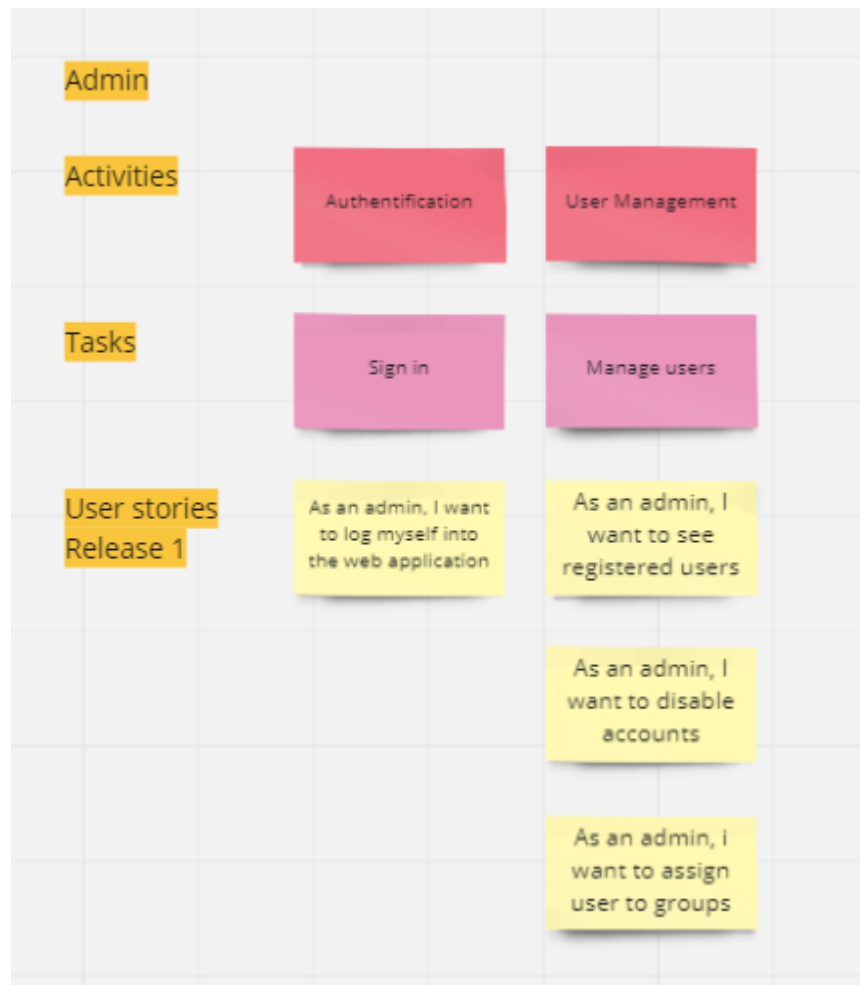 Admin
Activities
Authentification
User Management
Tasks
Sign in
Manage users
User stories
Release 1
As an admin, I want
to log myself into
the web application
As an admin, I
want to see
registered users
As an admin, I
want to disable
accounts
As an admin, i
want to assign
user to groups